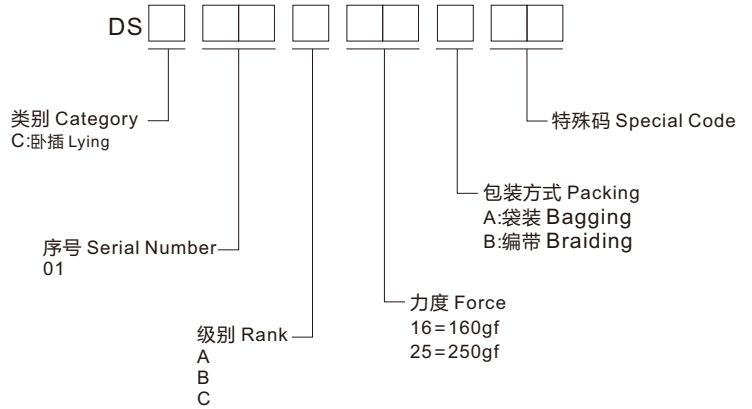 DS
类别 Category
C:卧插 Lying
特殊码 Special Code
包装方式 Packing
A:袋装 Bagging
B:编带 Braiding
序号 Serial Number
01
力度 Force
16=160gf
25=250gf
级别 Rank
A
B
C